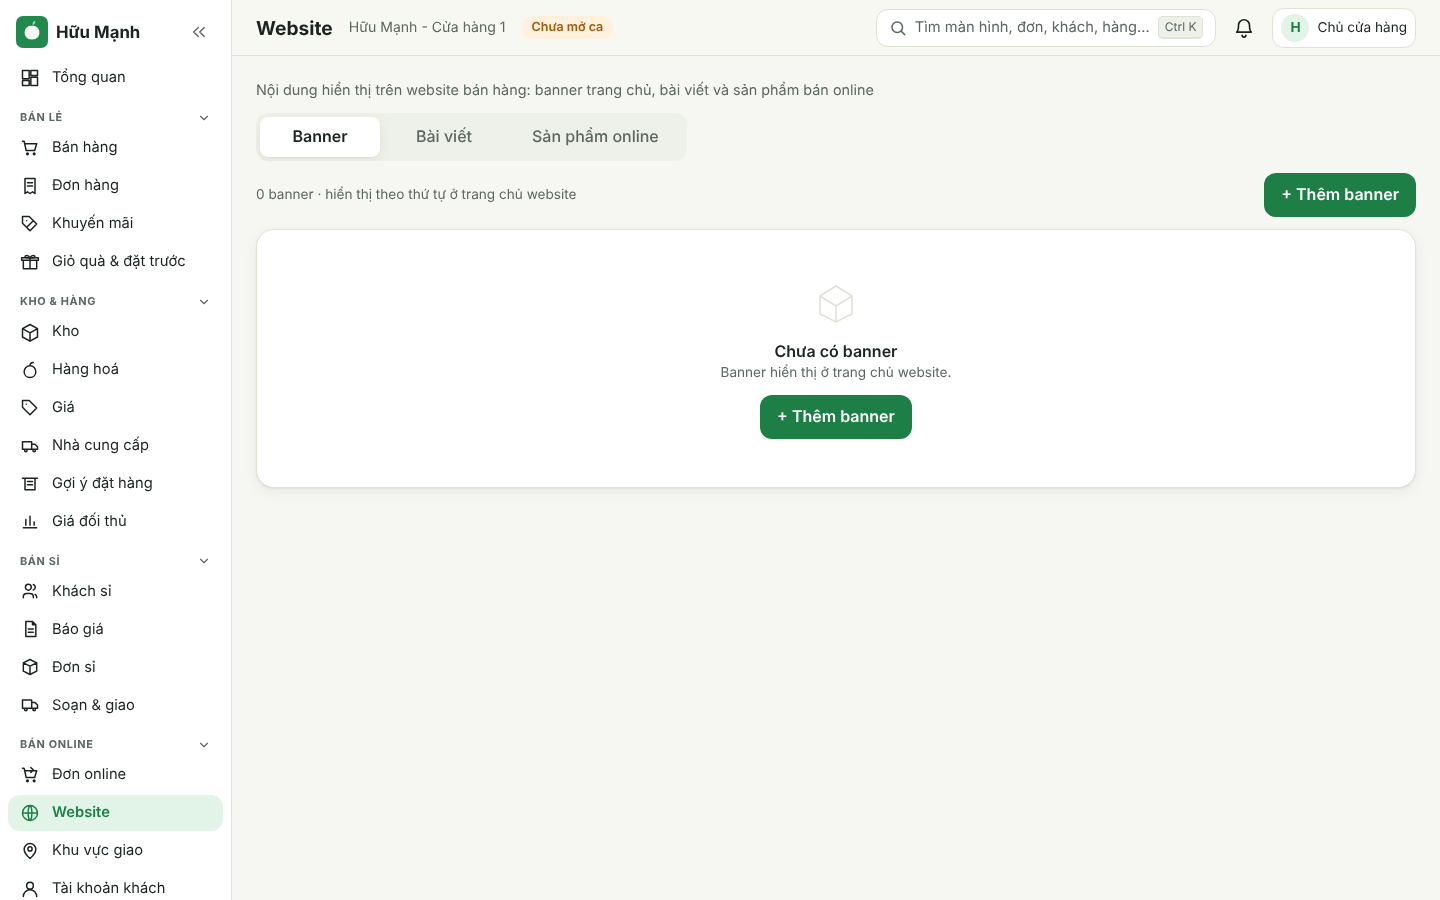 Hữu Mạnh
Tổng quan
BÁN LẺ
Bán hàng
Đơn hàng
Khuyến mãi
Giỏ quà & đặt trước
KHO & HÀNG
Kho
Hàng hoá
Giá
Nhà cung cấp
Gợi ý đặt hàng
Giá đối thủ
BÁN SỈ
Khách sỉ
Báo giá
Đơn sỉ
Soạn & giao
BÁN ONLINE
Đơn online
Website
Khu vực giao
Tài khoản khách
Website Hữu Mạnh - Cửa hàng 1 Chưa mở ca Tìm màn hình, đơn, khách, hàng... Ctrl K H Chủ cửa hàng
Nội dung hiển thị trên website bán hàng: banner trang chủ, bài viết và sản phẩm bán online
Banner Bài viết Sản phẩm online
0 banner · hiển thị theo thứ tự ở trang chủ website + Thêm banner
Chưa có banner
Banner hiển thị ở trang chủ website.
+ Thêm banner